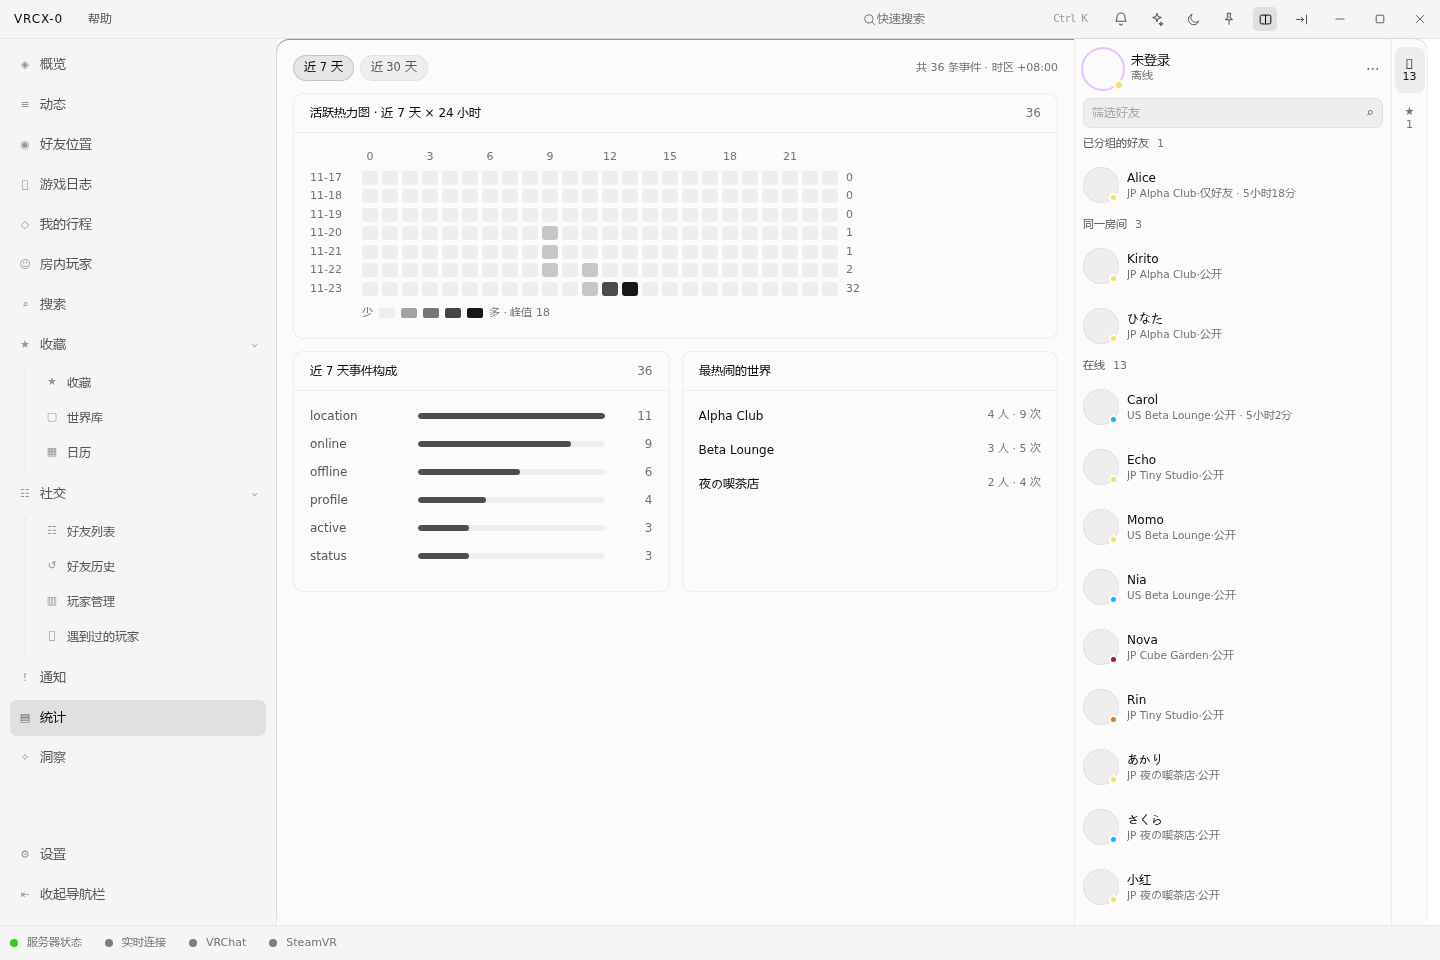 VRCX-0
帮助
快速搜索
Ctrl K
概览
动态
好友位置
游戏日志
我的行程
房内玩家
搜索
收藏
收藏
世界库
日历
社交
好友列表
好友历史
玩家管理
遇到过的玩家
通知
统计
洞察
设置
收起导航栏
近 7 天
近 30 天
共 36 条事件 · 时区 +08:00
活跃热力图 · 近 7 天 × 24 小时
36
0 3 6 9 12 15 18 21
11-17 0
11-18 0
11-19 0
11-20 1
11-21 1
11-22 2
11-23 32
少 多 · 峰值 18
近 7 天事件构成
36
location 11
online 9
offline 6
profile 4
active 3
status 3
最热闹的世界
Alpha Club 4 人 · 9 次
Beta Lounge 3 人 · 5 次
夜の喫茶店 2 人 · 4 次
未登录
离线
筛选好友
已分组的好友 1
Alice
JP Alpha Club·仅好友 · 5小时18分
同一房间 3
Kirito
JP Alpha Club·公开
ひなた
JP Alpha Club·公开
在线 13
Carol
US Beta Lounge·公开 · 5小时2分
Echo
JP Tiny Studio·公开
Momo
US Beta Lounge·公开
Nia
US Beta Lounge·公开
Nova
JP Cube Garden·公开
Rin
JP Tiny Studio·公开
あかり
JP 夜の喫茶店·公开
さくら
JP 夜の喫茶店·公开
小红
JP 夜の喫茶店·公开
13
1
服务器状态
实时连接
VRChat
SteamVR